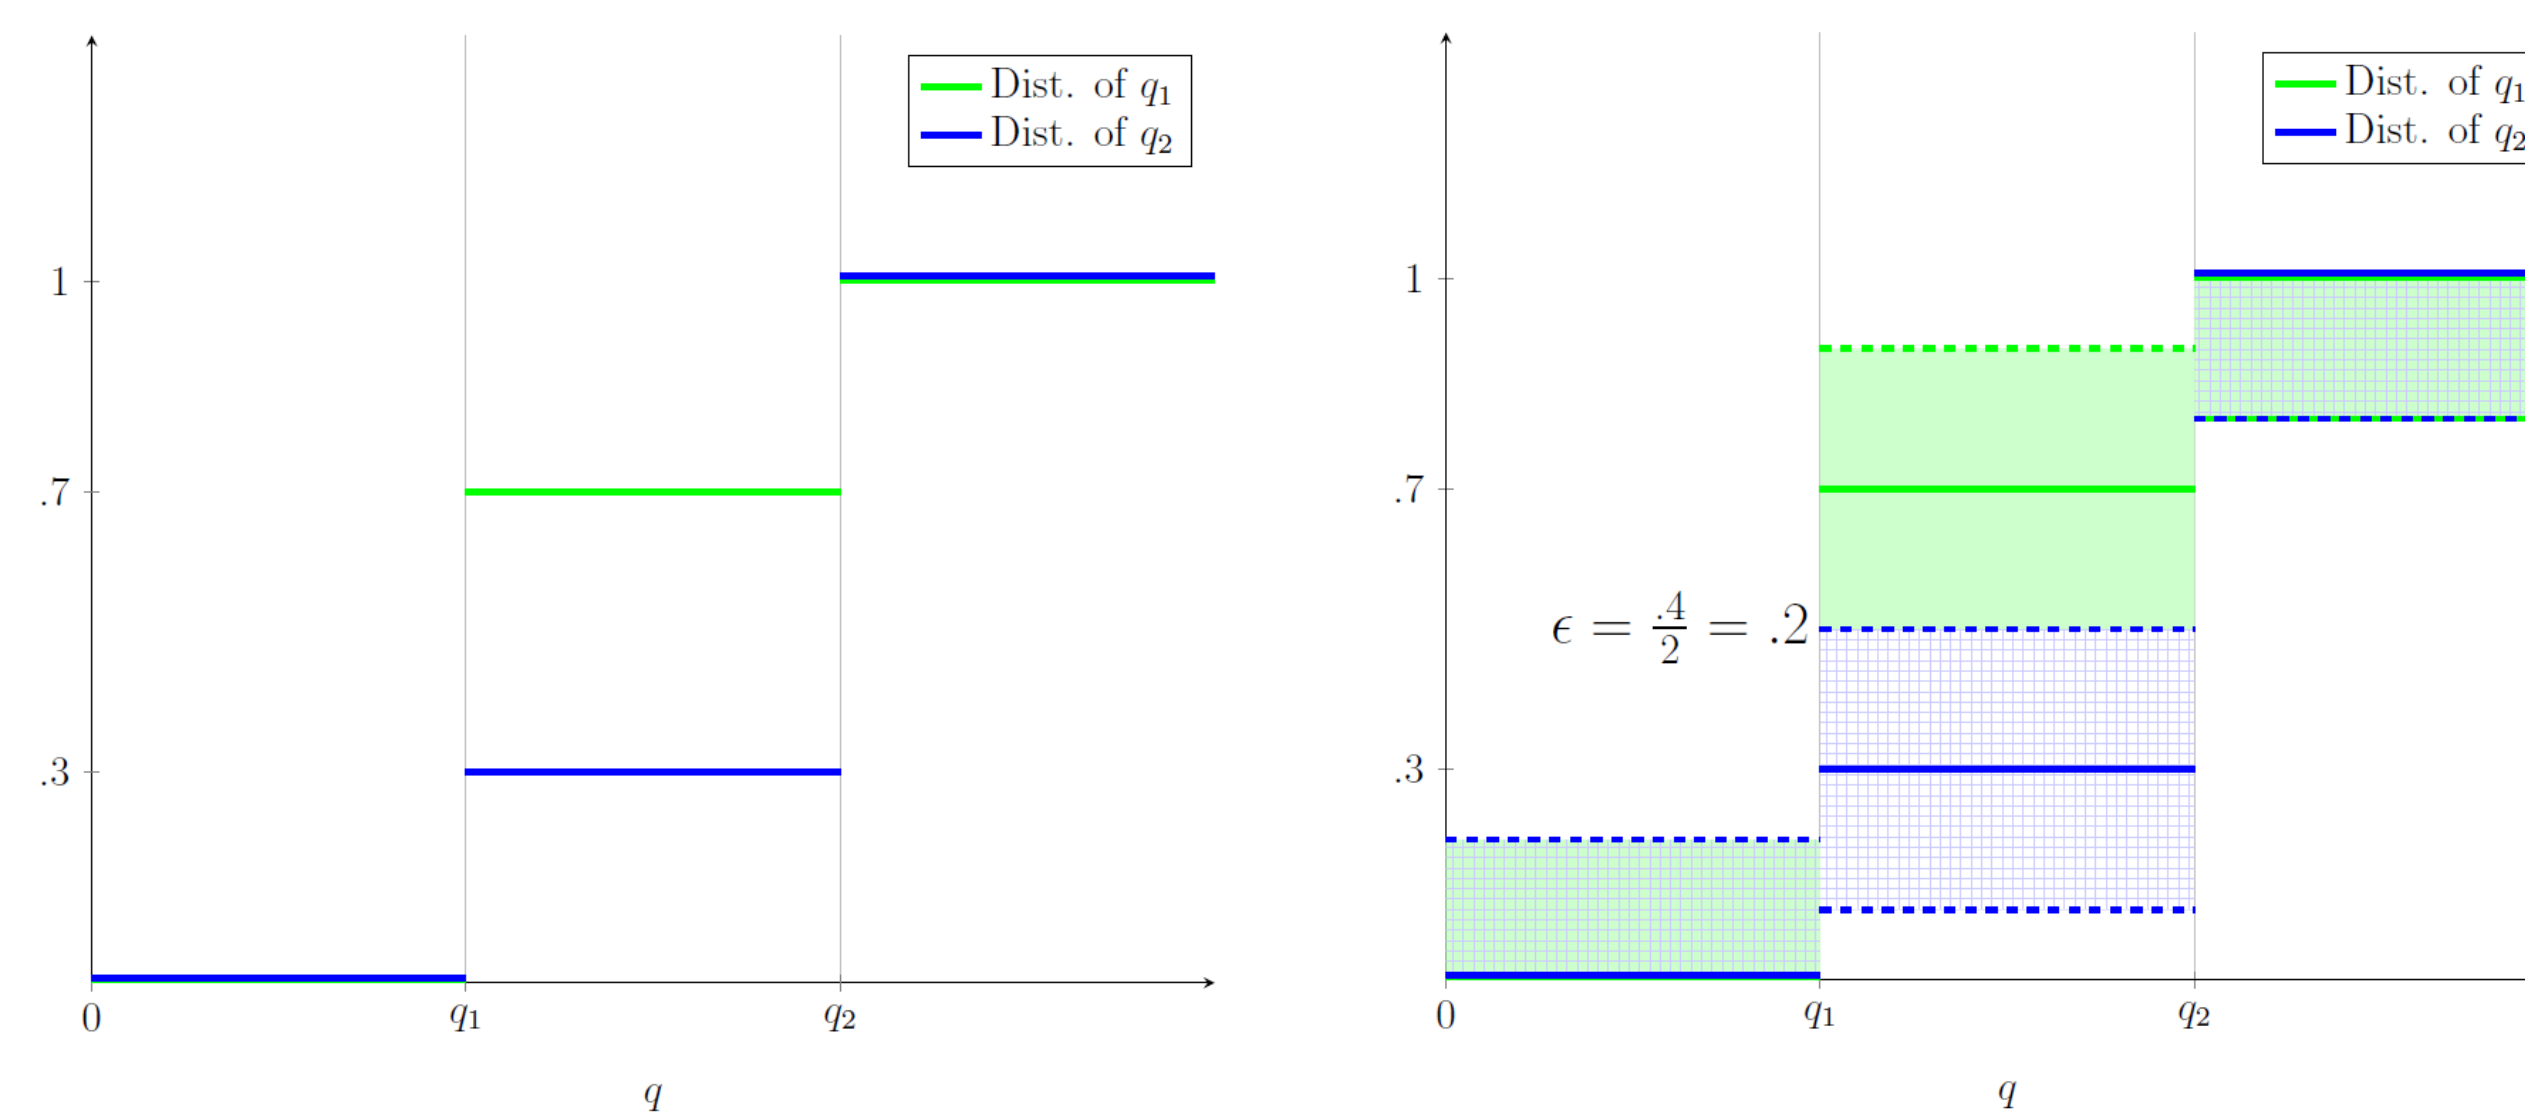 Dist. of q₁
Dist. of q₂
1
.7
.3
0
q₁
q₂
q
Dist. of q₁
Dist. of q₂
1
.7
ϵ = .4/2 = .2
.3
0
q₁
q₂
q